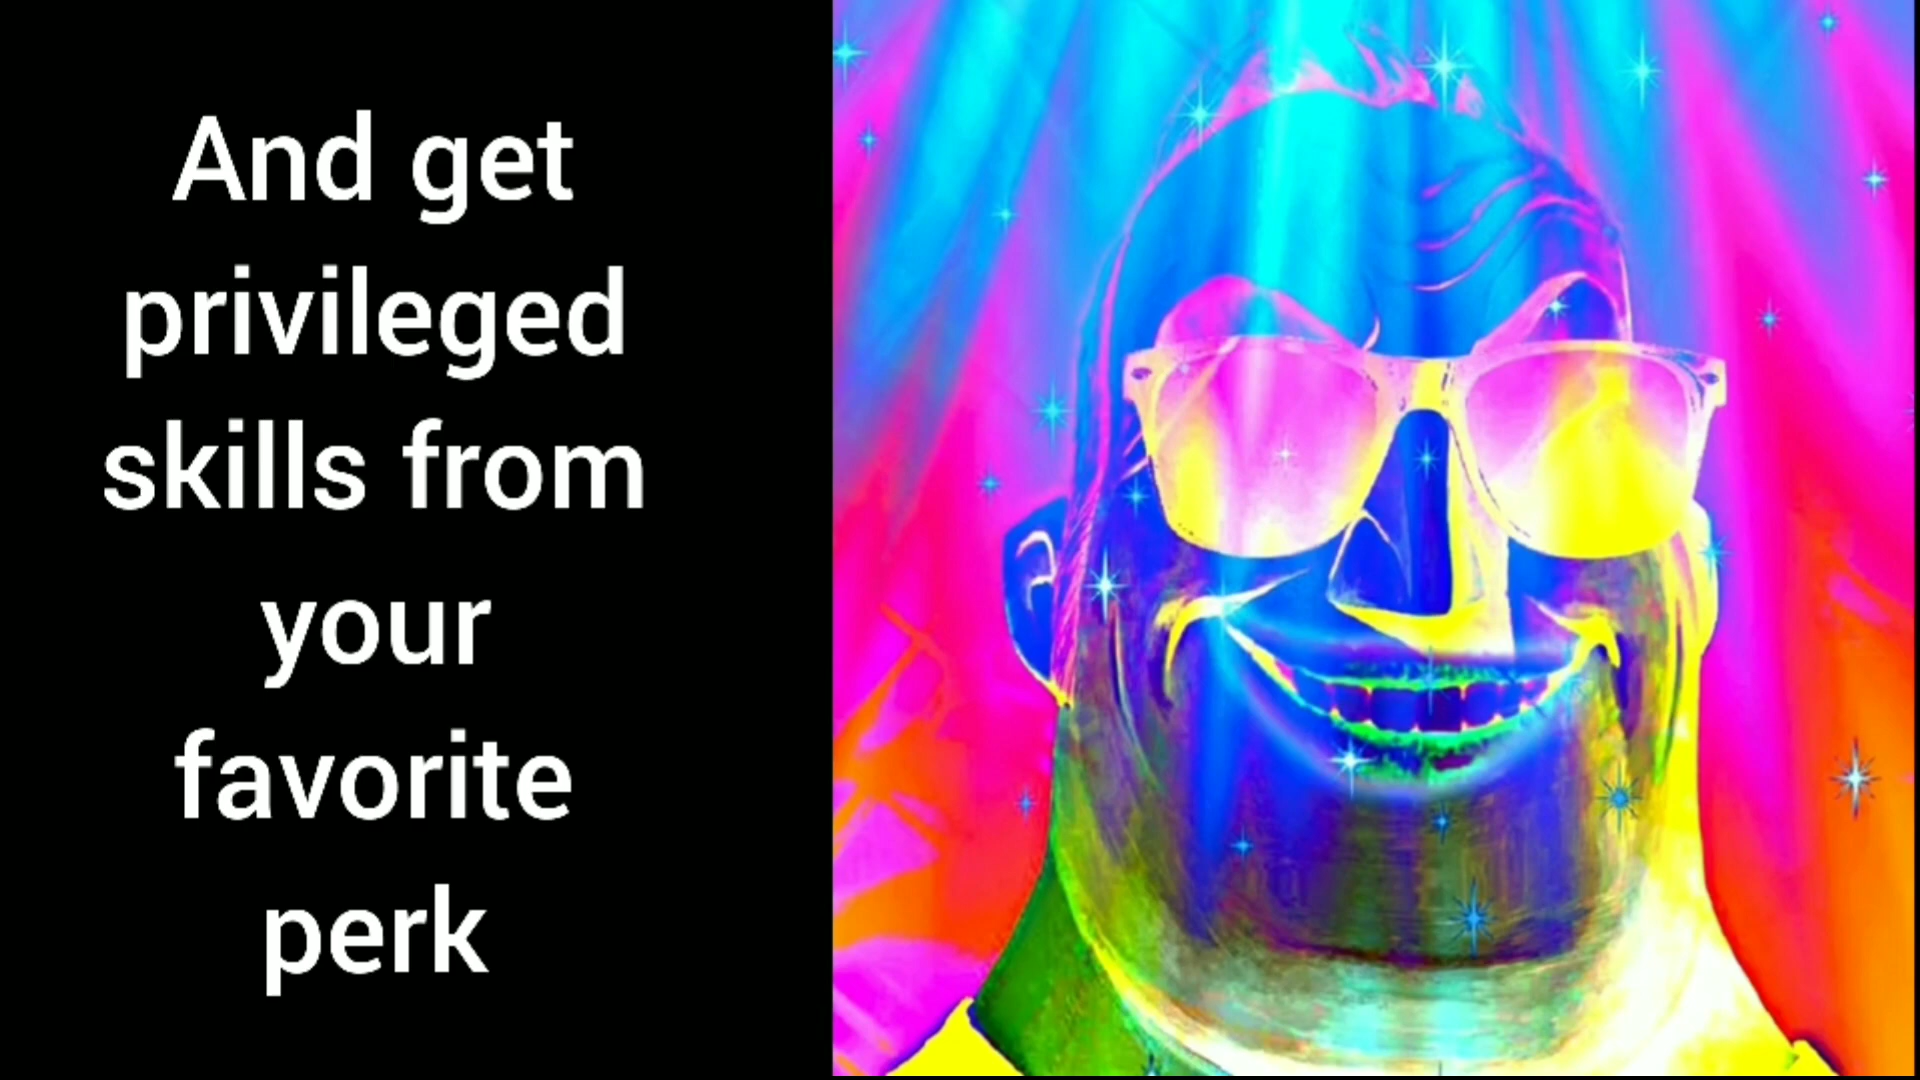 And get
privileged
skills from
your
favorite
perk